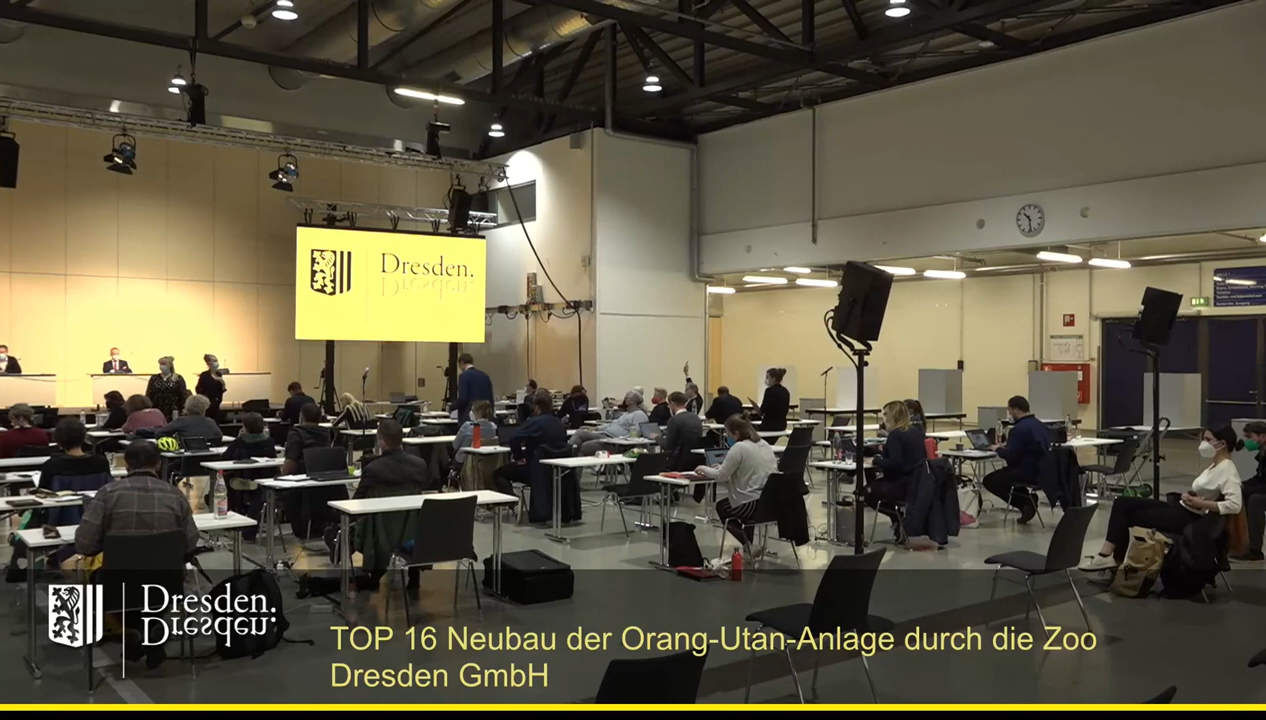 Dresden.
Dresden.
TOP 16 Neubau der Orang-Utan-Anlage durch die Zoo
Dresden GmbH